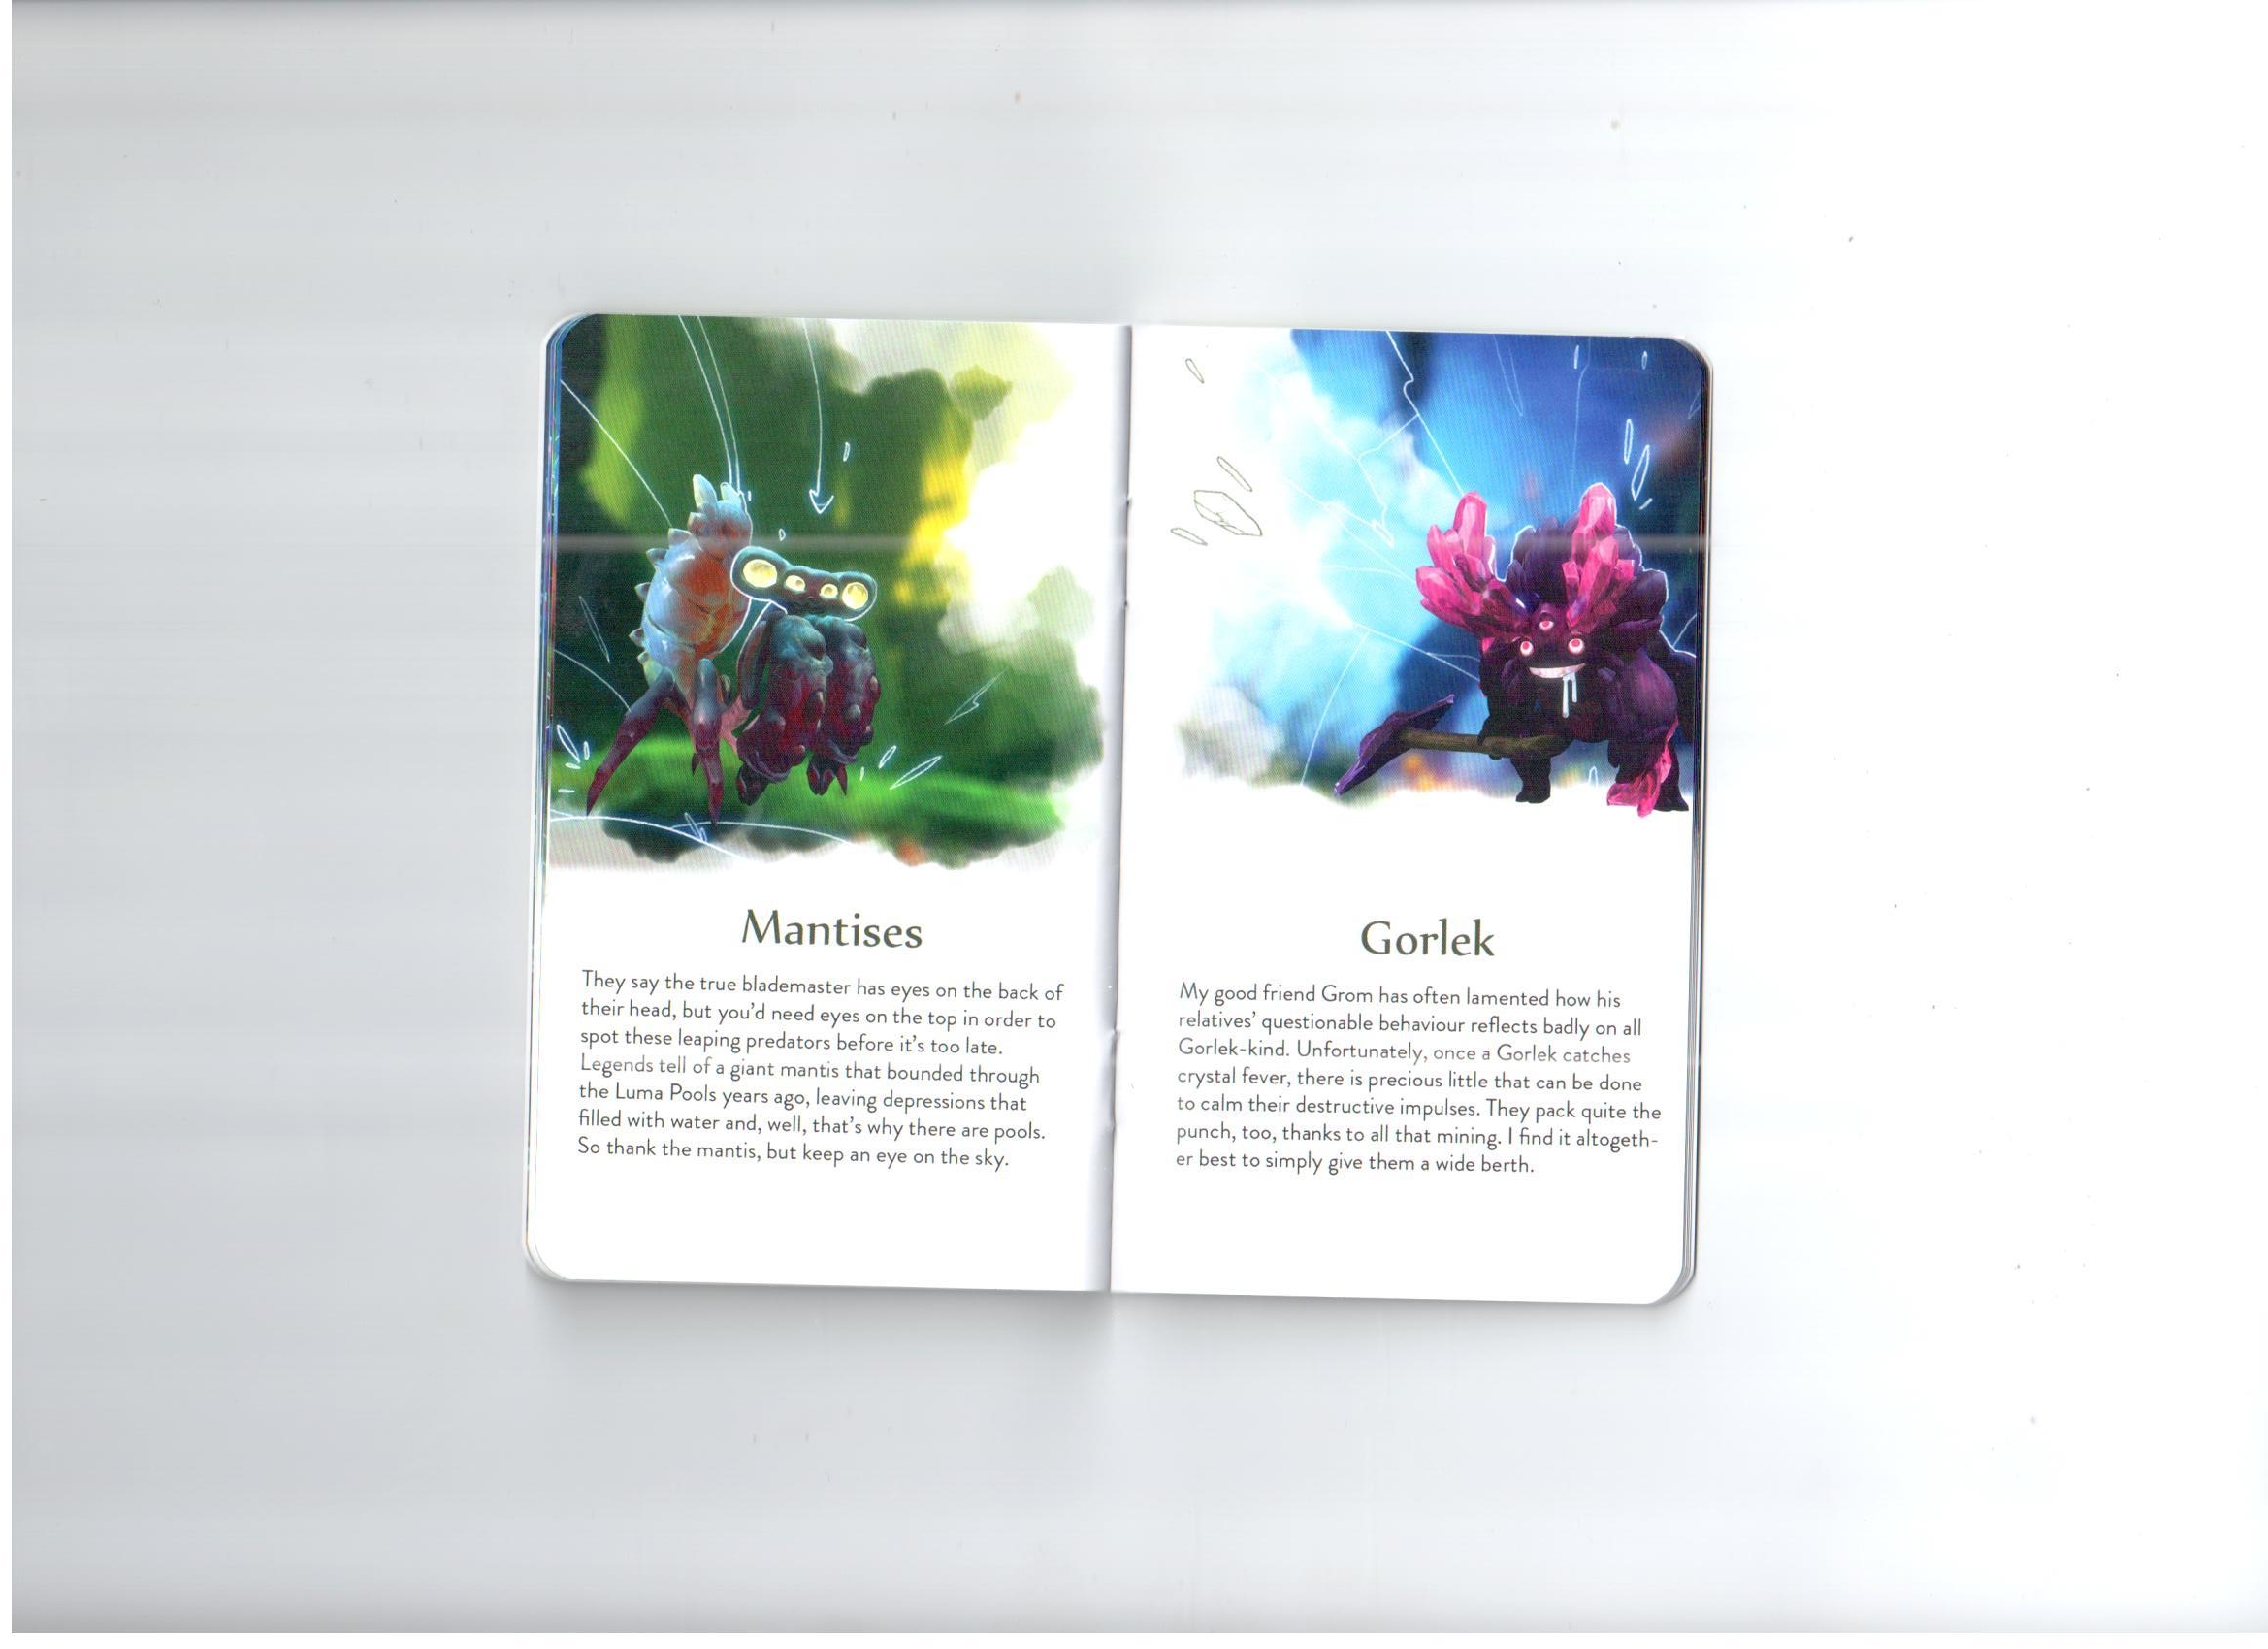 Mantises
They say the true blademaster has eyes on the back of
their head, but you'd need eyes on the top in order to
spot these leaping predators before it's too late.
Legends tell of a giant mantis that bounded through
the Luma Pools years ago, leaving depressions that
filled with water and, well, that's why there are pools.
So thank the mantis, but keep an eye on the sky.
Gorlek
My good friend Grom has often lamented how his
relatives' questionable behaviour reflects badly on all
Gorlek-kind. Unfortunately, once a Gorlek catches
crystal fever, there is precious little that can be done
to calm their destructive impulses. They pack quite the
punch, too, thanks to all that mining. I find it altogeth-
er best to simply give them a wide berth.